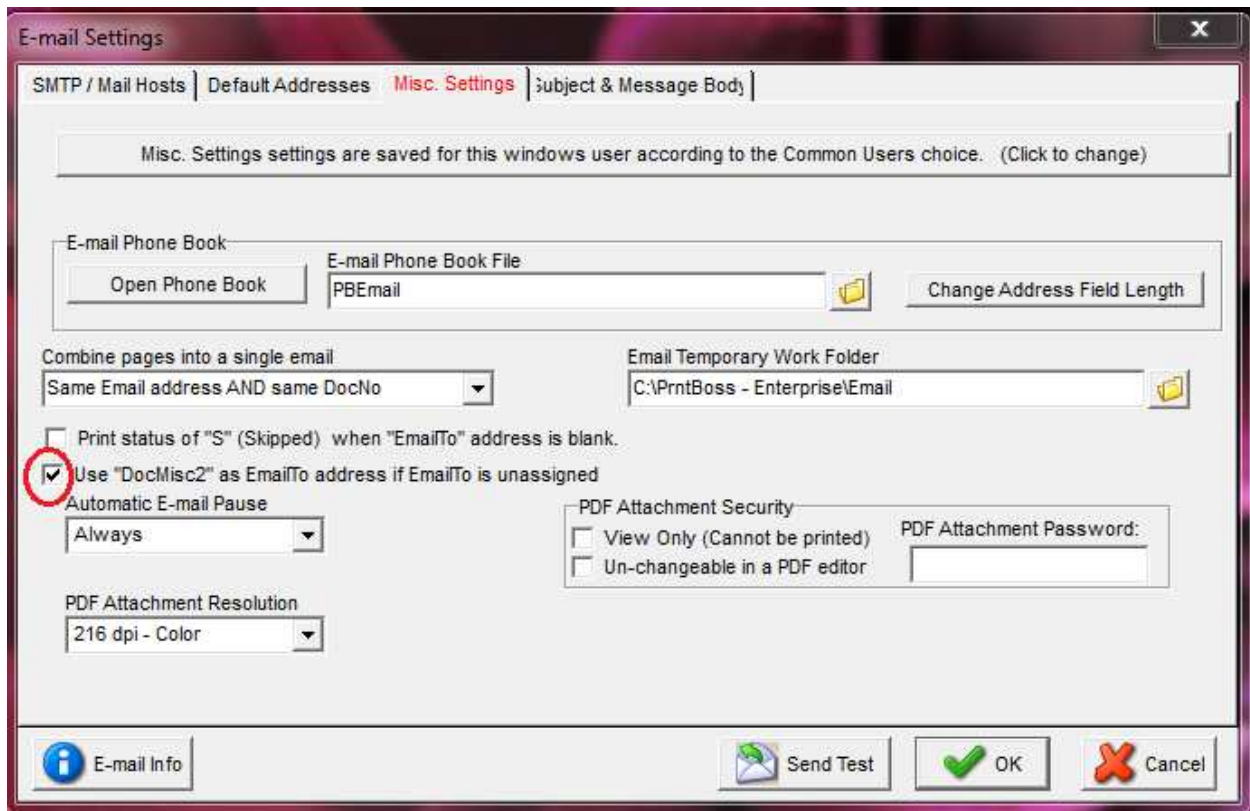 E-mail Settings
x
SMTP / Mail Hosts Default Addresses Misc. Settings Subject & Message Body
Misc. Settings settings are saved for this windows user according to the Common Users choice. (Click to change)
E-mail Phone Book
E-mail Phone Book File
Open Phone Book PBEmail Change Address Field Length
Combine pages into a single email Email Temporary Work Folder
Same Email address AND same DocNo C:\PrntBoss - Enterprise\Email
Print status of "S" (Skipped) when "EmailTo" address is blank.
Use "DocMisc2" as EmailTo address if EmailTo is unassigned
Automatic E-mail Pause PDF Attachment Security
Always View Only (Cannot be printed) PDF Attachment Password:
Un-changeable in a PDF editor
PDF Attachment Resolution
216 dpi - Color
E-mail Info Send Test OK Cancel